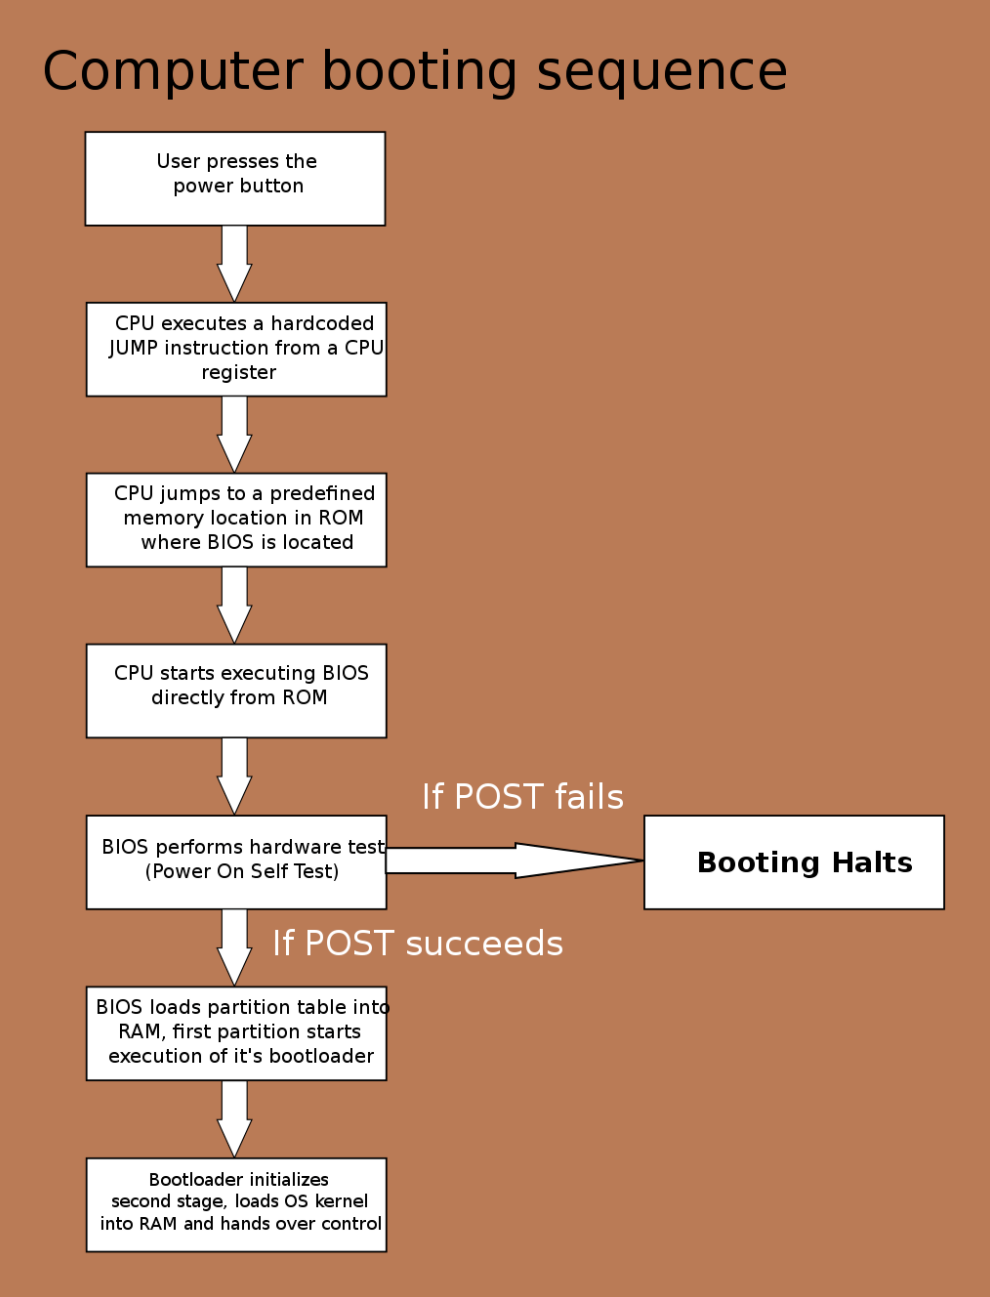 Computer booting sequence
User presses the
power button
CPU executes a hardcoded
JUMP instruction from a CPU
register
CPU jumps to a predefined
memory location in ROM
where BIOS is located
CPU starts executing BIOS
directly from ROM
If POST fails
BIOS performs hardware test
(Power On Self Test)
Booting Halts
If POST succeeds
BIOS loads partition table into
RAM, first partition starts
execution of it's bootloader
Bootloader initializes
second stage, loads OS kernel
into RAM and hands over control